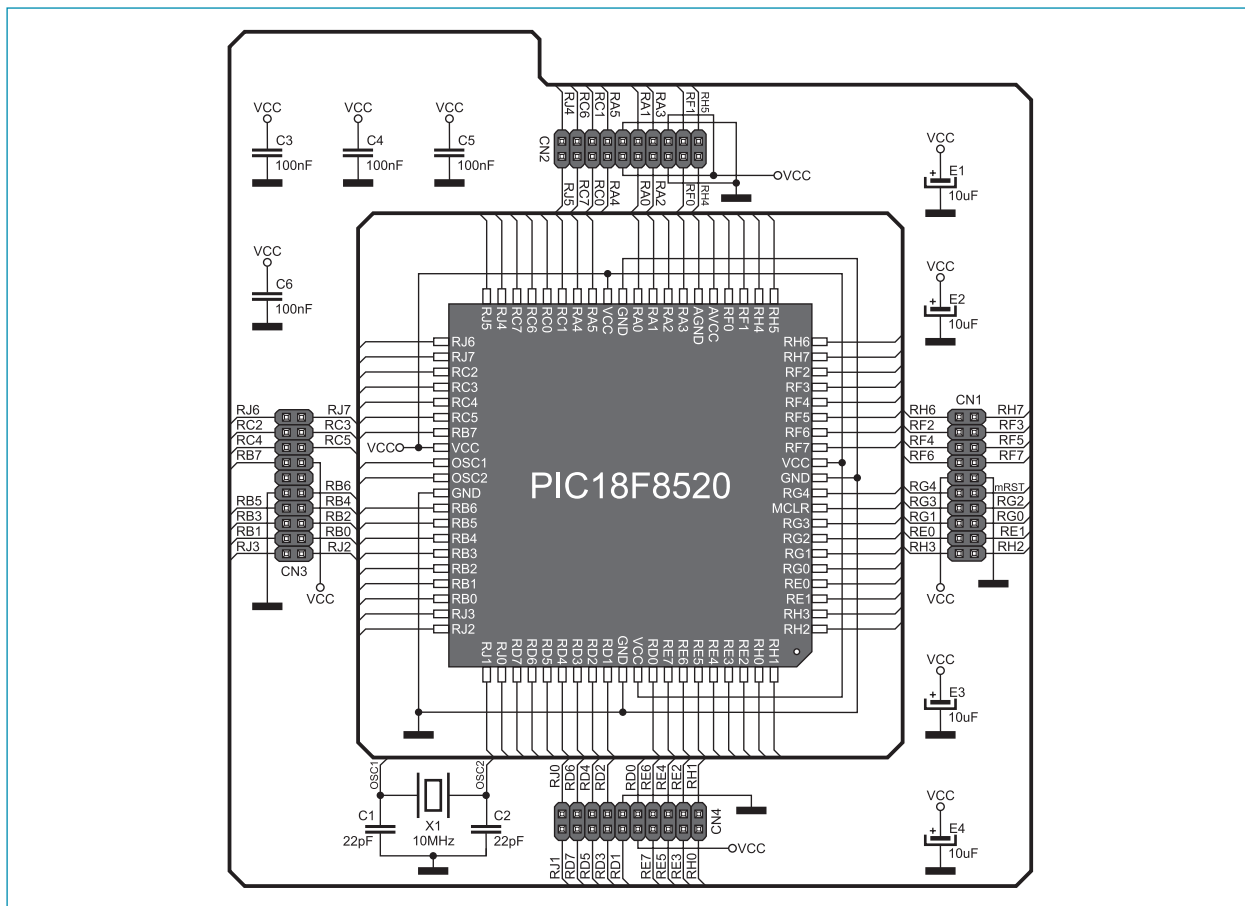 RJ4 RC6 RC1 RA5 RA1 RA3 RF1 RH5
CN2
VCC
RJ5 RC7 RC0 RA4 RA0 RA2 RF0 RH4
VCC
C3
100nF
VCC
C4
100nF
VCC
C5
100nF
VCC
E1
10uF
+
VCC
C6
100nF
VCC
E2
10uF
+
RJ5 RJ4 RC7 RC6 RC0 RC1 RA4 RA5 VCC GND RA0 RA1 RA2 RA3 AGND AVCC RF0 RF1 RH4 RH5
RJ6
RJ7
RC2
RC3
RC4
RC5
RB7
VCC
OSC1
OSC2
GND
RB6
RB5
RB4
RB3
RB2
RB1
RB0
RJ3
RJ2
VCC
PIC18F8520
RH6
RH7
RF2
RF3
RF4
RF5
RF6
RF7
VCC
GND
RG4
MCLR
RG3
RG2
RG1
RG0
RE0
RE1
RH3
RH2
RJ1 RJ0 RD7 RD6 RD5 RD4 RD3 RD2 RD1 GND VCC RD0 RE7 RE6 RE5 RE4 RE3 RE2 RH0 RH1
RJ6 RJ7
RC2 RC3
RC4 RC5
RB7
RB6
RB5 RB4
RB3 RB2
RB1 RB0
RJ3 RJ2
CN3
VCC
CN1
RH6 RH7
RF2 RF3
RF4 RF5
RF6 RF7
RG4 mRST
RG3 RG2
RG1 RG0
RE0 RE1
RH3 RH2
VCC
VCC
E3
10uF
+
OSC1
OSC2
C1
22pF
X1
10MHz
C2
22pF
RJ0 RD6 RD4 RD2 RD0 RE6 RE4 RE2 RH1
CN4
VCC
RJ1 RD7 RD5 RD3 RD1 RE7 RE5 RE3 RH0
VCC
E4
10uF
+